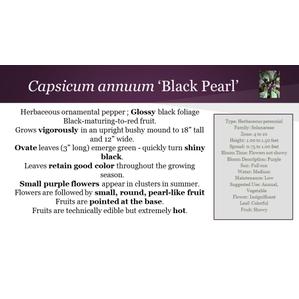 Capsicum annuum ‘Black Pearl’
Herbaceous ornamental pepper ; Glossy black foliage
Black-maturing-to-red fruit.
Grows vigorously in an upright bushy mound to 18” tall
and 12” wide.
Ovate leaves (3” long) emerge green - quickly turn shiny
black.
Leaves retain good color throughout the growing
season.
Small purple flowers appear in clusters in summer.
Flowers are followed by small, round, pearl-like fruit
Fruits are pointed at the base.
Fruits are technically edible but extremely hot.
Type: Herbaceous perennial
Family: Solanaceae
Zone: 9 to 11
Height: 1.00 to 1.50 feet
Spread: 0.75 to 1.00 feet
Bloom Time: Flowers not showy
Bloom Description: Purple
Sun: Full sun
Water: Medium
Maintenance: Low
Suggested Use: Annual,
Vegetable
Flower: Insignificant
Leaf: Colorful
Fruit: Showy